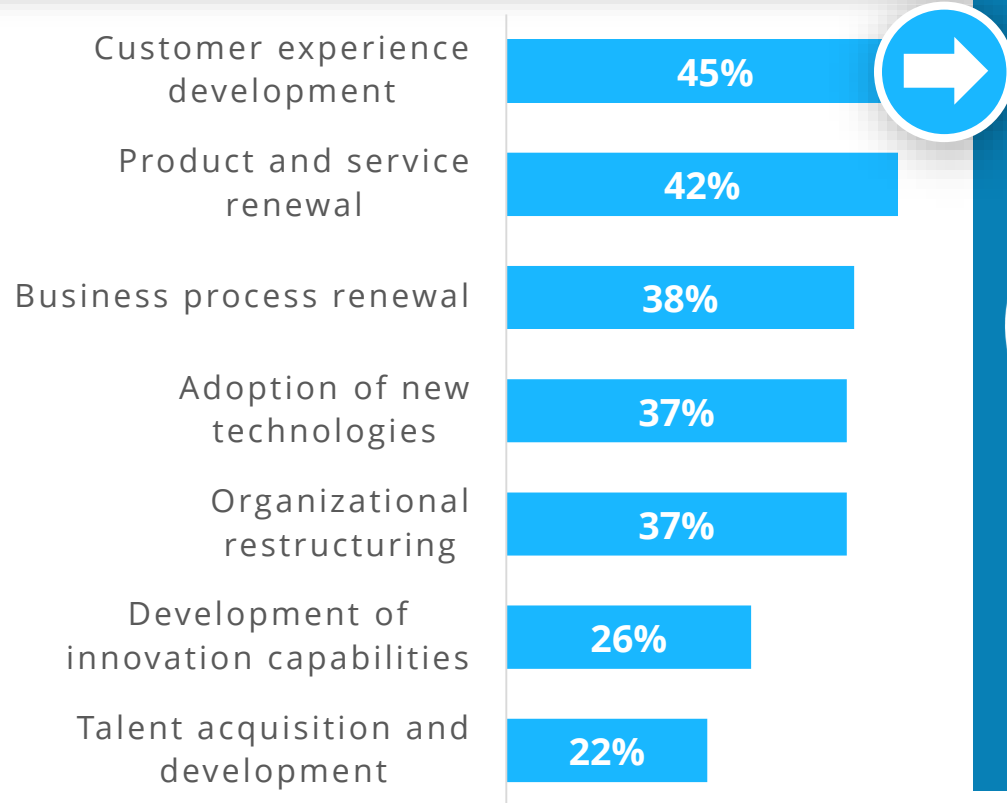 Customer experience
development
45%
Product and service
renewal
42%
Business process renewal
38%
Adoption of new
technologies
37%
Organizational
restructuring
37%
Development of
innovation capabilities
26%
Talent acquisition and
development
22%